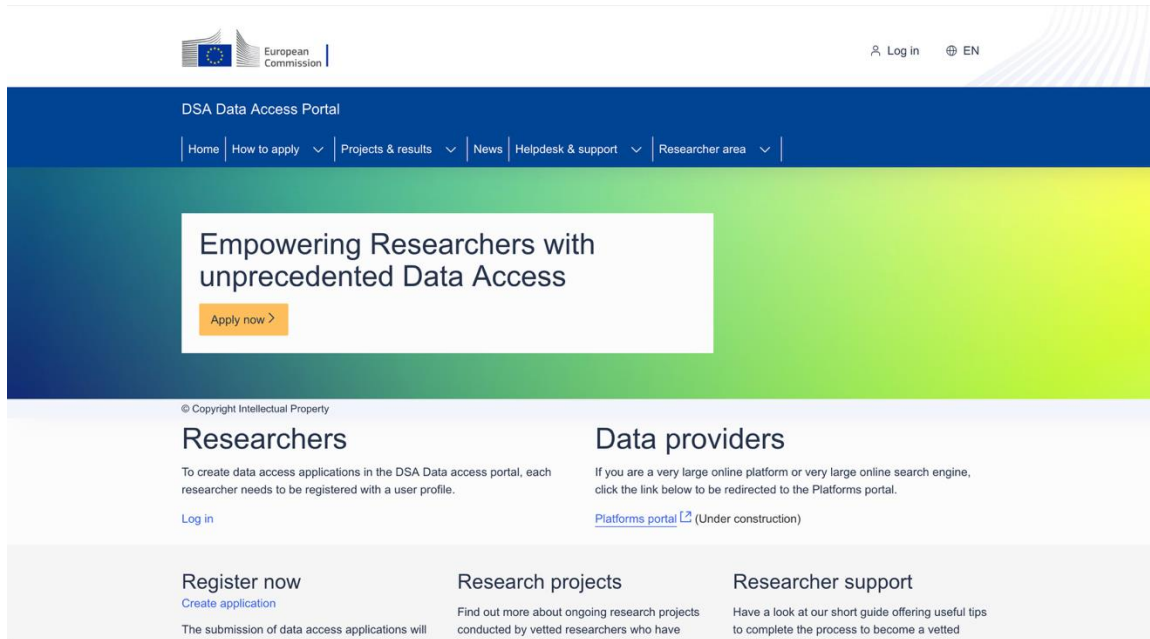 European
Commission
Log in
EN
DSA Data Access Portal
Home
How to apply
Projects & results
News
Helpdesk & support
Researcher area
Empowering Researchers with
unprecedented Data Access
Apply now
© Copyright Intellectual Property
Researchers
To create data access applications in the DSA Data access portal, each
researcher needs to be registered with a user profile.
Log in
Data providers
If you are a very large online platform or very large online search engine,
click the link below to be redirected to the Platforms portal.
Platforms portal (Under construction)
Register now
Create application
The submission of data access applications will
Research projects
Find out more about ongoing research projects
conducted by vetted researchers who have
Researcher support
Have a look at our short guide offering useful tips
to complete the process to become a vetted